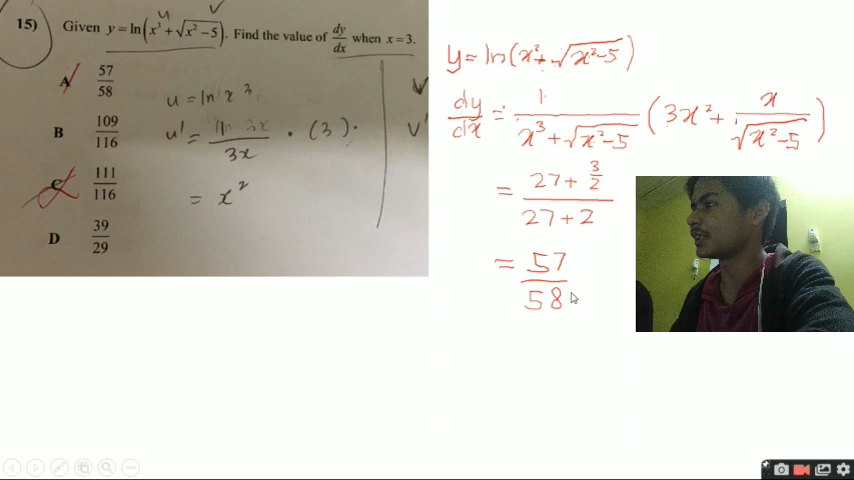 15) Given y = ln(x³ + √x² − 5). Find the value of dy/dx when x = 3.
u v
A 57/58
B 109/116
C 111/116
D 39/29
u = ln x³
u' = ln 3x / 3x • (3).
= x²
v
v'
y = ln(x² + √x²−5)
dy/dx = 1 / x³ + √x²−5 (3x² + x / √x²−5)
= 27 + 3/2 / 27 + 2
= 57/58